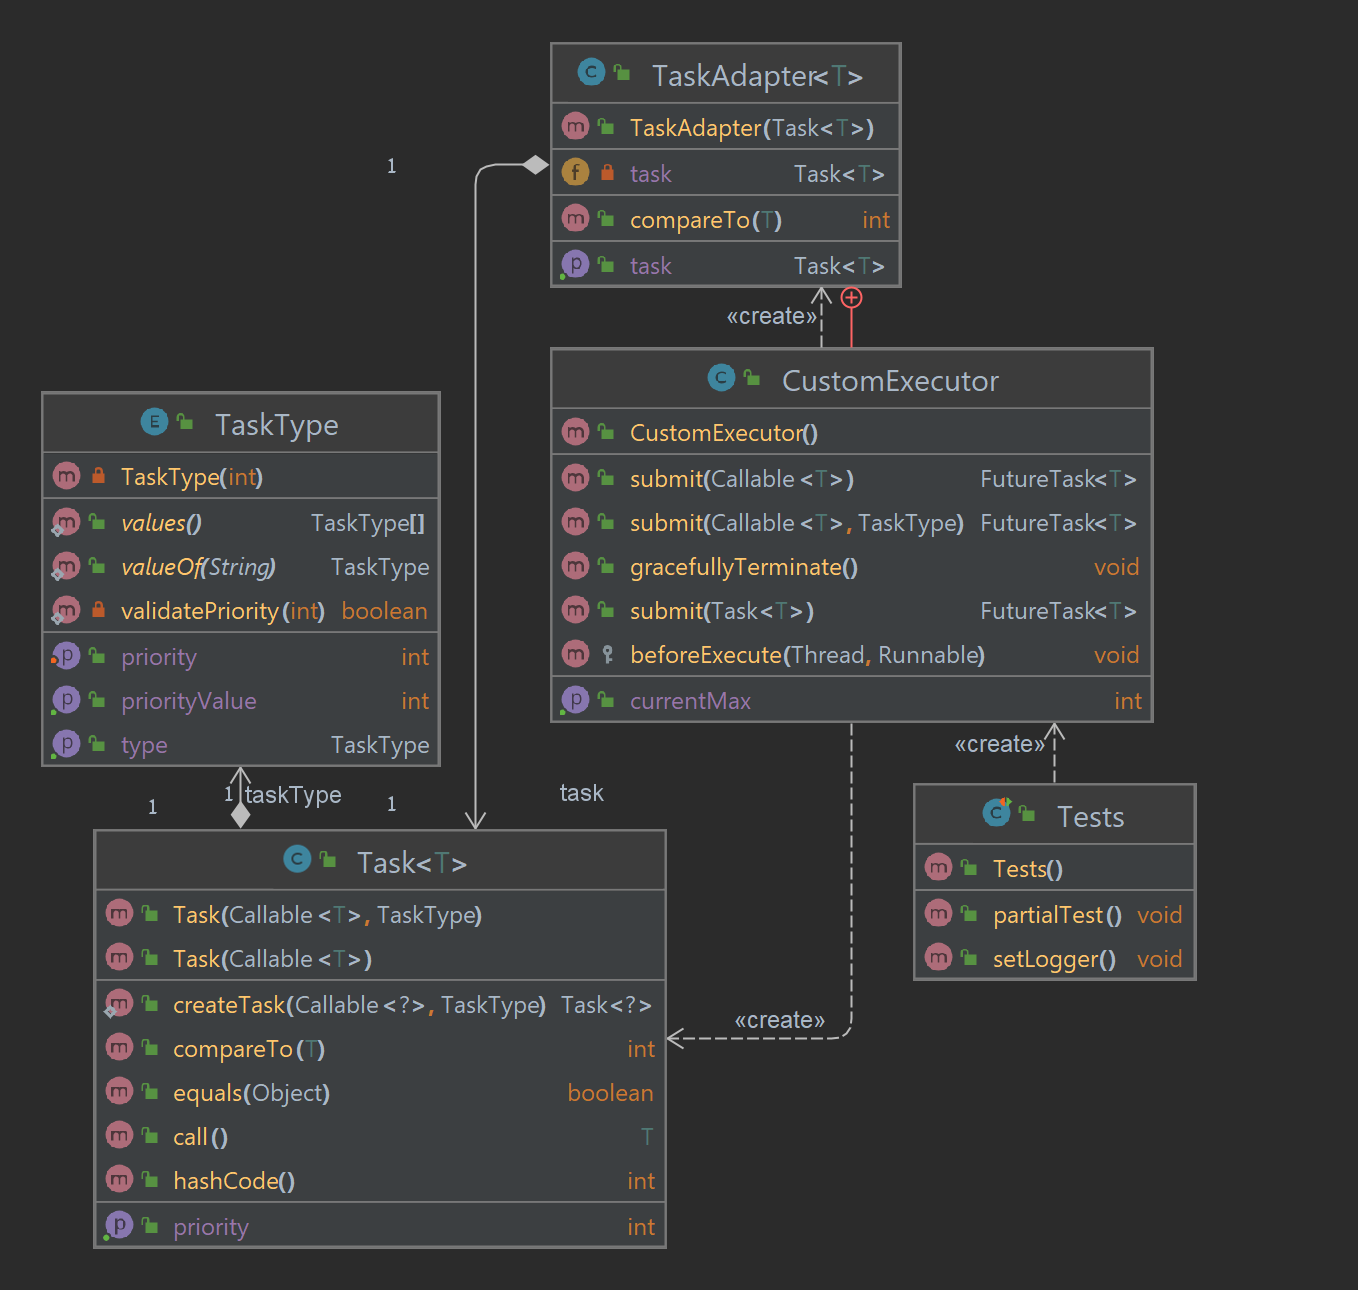 TaskAdapter<T>
TaskAdapter(Task<T>)
task Task<T>
compareTo(T) int
task Task<T>
1
«create»
CustomExecutor
CustomExecutor()
submit(Callable<T>) FutureTask<T>
submit(Callable<T>, TaskType) FutureTask<T>
gracefullyTerminate() void
submit(Task<T>) FutureTask<T>
beforeExecute(Thread, Runnable) void
currentMax int
TaskType
TaskType(int)
values() TaskType[]
valueOf(String) TaskType
validatePriority(int) boolean
priority int
priorityValue int
type TaskType
1
1
taskType
1
task
«create»
Tests
Tests()
partialTest() void
setLogger() void
«create»
Task<T>
Task(Callable<T>, TaskType)
Task(Callable<T>)
createTask(Callable<?>, TaskType) Task<?>
compareTo(T) int
equals(Object) boolean
call() T
hashCode() int
priority int